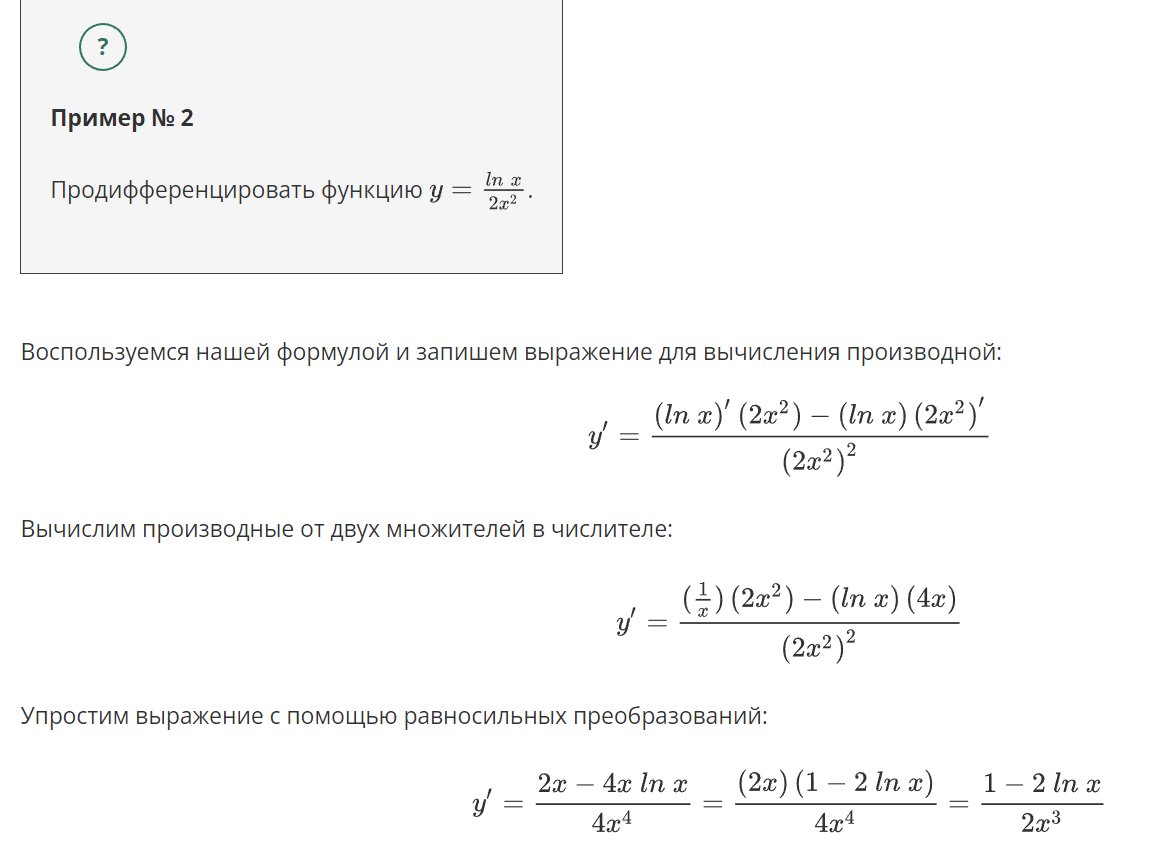 ?
Пример № 2
Продифференцировать функцию $y = \frac{ln\ x}{2x^2}$.
Воспользуемся нашей формулой и запишем выражение для вычисления производной:
$y' = \frac{(ln\ x)' (2x^2) - (ln\ x) (2x^2)'}{(2x^2)^2}$
Вычислим производные от двух множителей в числителе:
$y' = \frac{(\frac{1}{x}) (2x^2) - (ln\ x) (4x)}{(2x^2)^2}$
Упростим выражение с помощью равносильных преобразований:
$y' = \frac{2x - 4x\ ln\ x}{4x^4} = \frac{(2x) (1 - 2\ ln\ x)}{4x^4} = \frac{1 - 2\ ln\ x}{2x^3}$